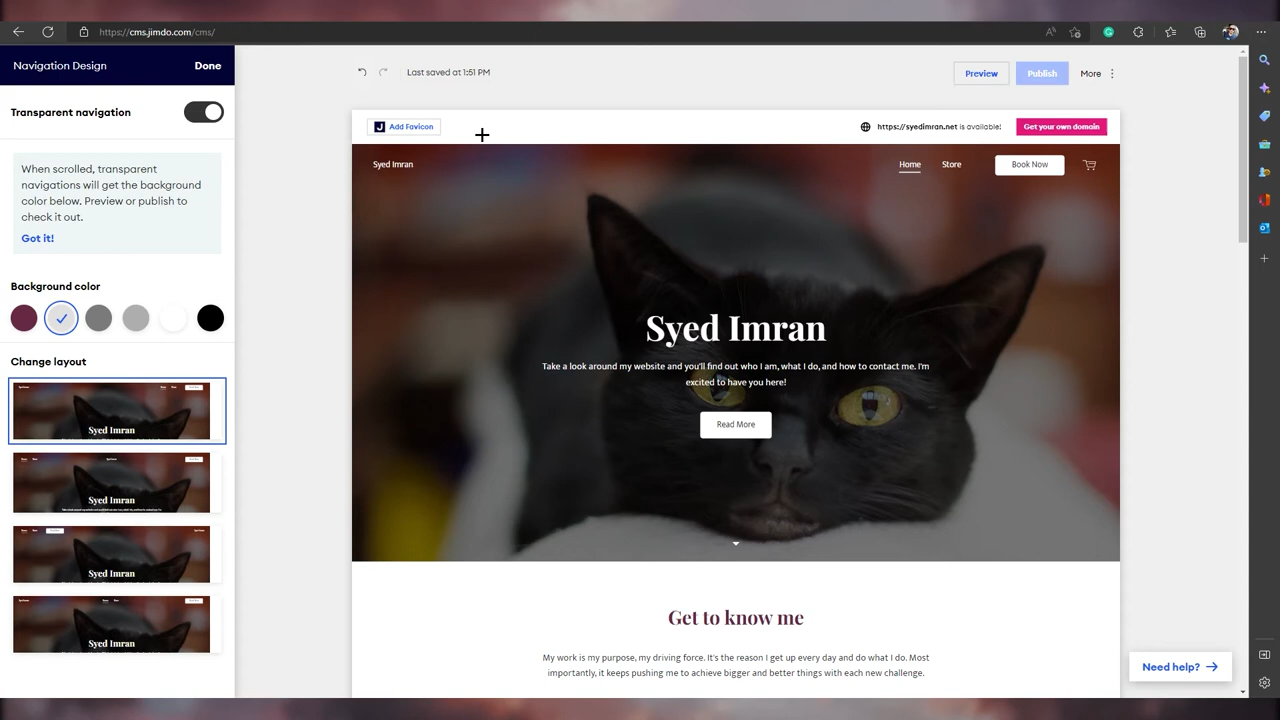 https://cms.jimdo.com/cms/
Navigation Design
Done
Transparent navigation
When scrolled, transparent
navigations will get the background
color below. Preview or publish to
check it out.
Got it!
Background color
Change layout
Syed Imran
Syed Imran
Syed Imran
Syed Imran
Last saved at 1:51 PM
Preview
Publish
More
J
Add Favicon
https://syedimran.net is available!
Get your own domain
Syed Imran
Home
Store
Book Now
Syed Imran
Take a look around my website and you'll find out who I am, what I do, and how to contact me. I'm
excited to have you here!
Read More
Get to know me
My work is my purpose, my driving force. It's the reason I get up every day and do what I do. Most
importantly, it keeps pushing me to achieve bigger and better things with each new challenge.
Need help?